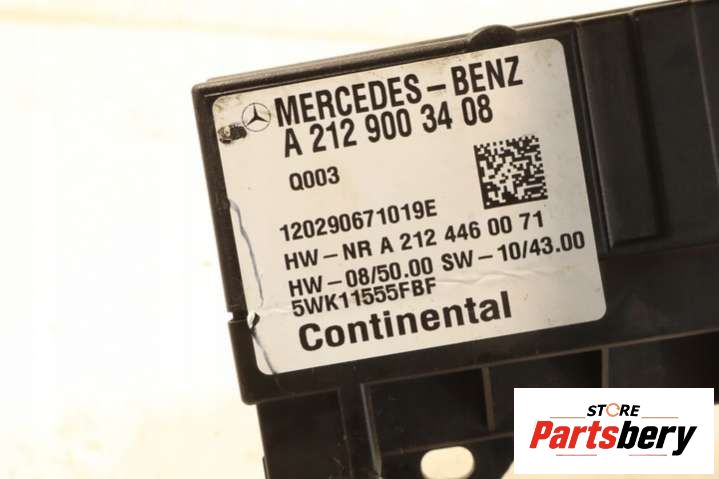 MERCEDES-BENZ
A 212 900 34 08
Q003
120290671019E
HW-NR A 212 446 00 71
HW-08/50.00 SW-10/43.00
5WK11555FBF
Continental
STORE
Partsbery